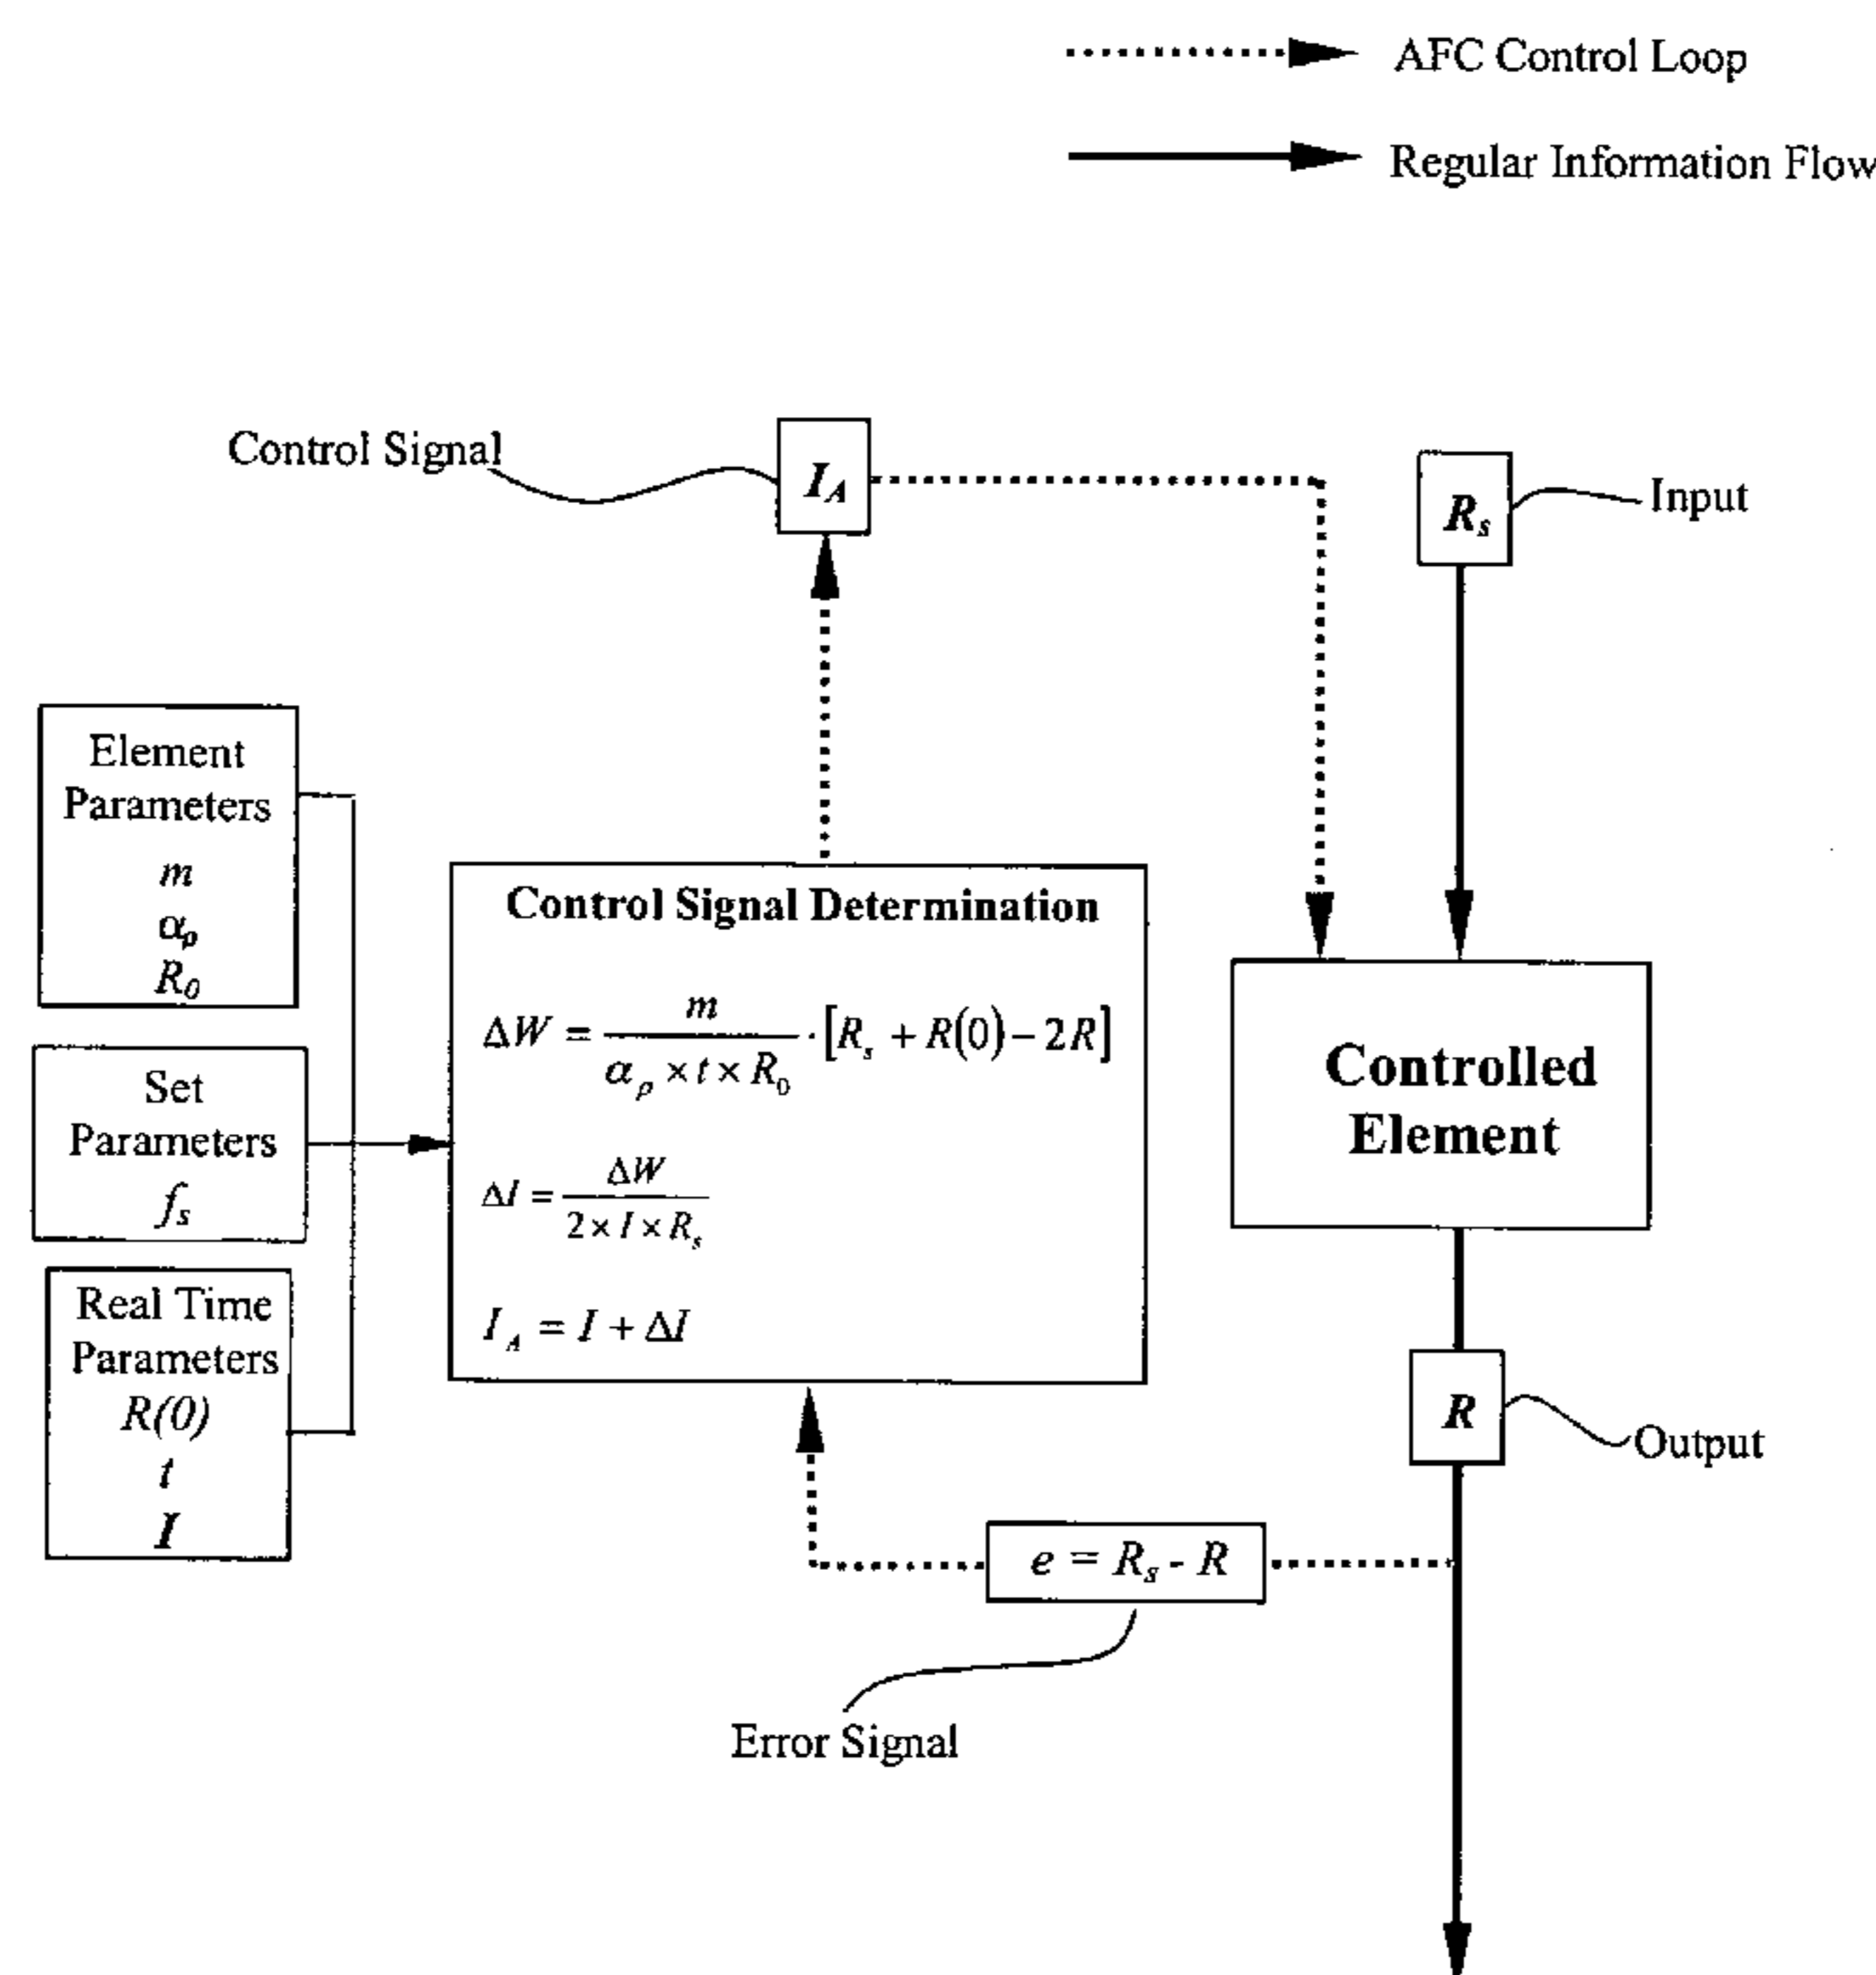 AFC Control Loop
Regular Information Flow
Control Signal
I_A
R_s
Input
Element
Parameters
m
α_ρ
R_0
Set
Parameters
f_s
Real Time
Parameters
R(0)
t
I
Control Signal Determination
ΔW = m / (α_ρ × t × R_0) · [R_s + R(0) − 2R]
ΔI = ΔW / (2 × I × R_s)
I_A = I + ΔI
Controlled
Element
R
Output
e = R_s - R
Error Signal